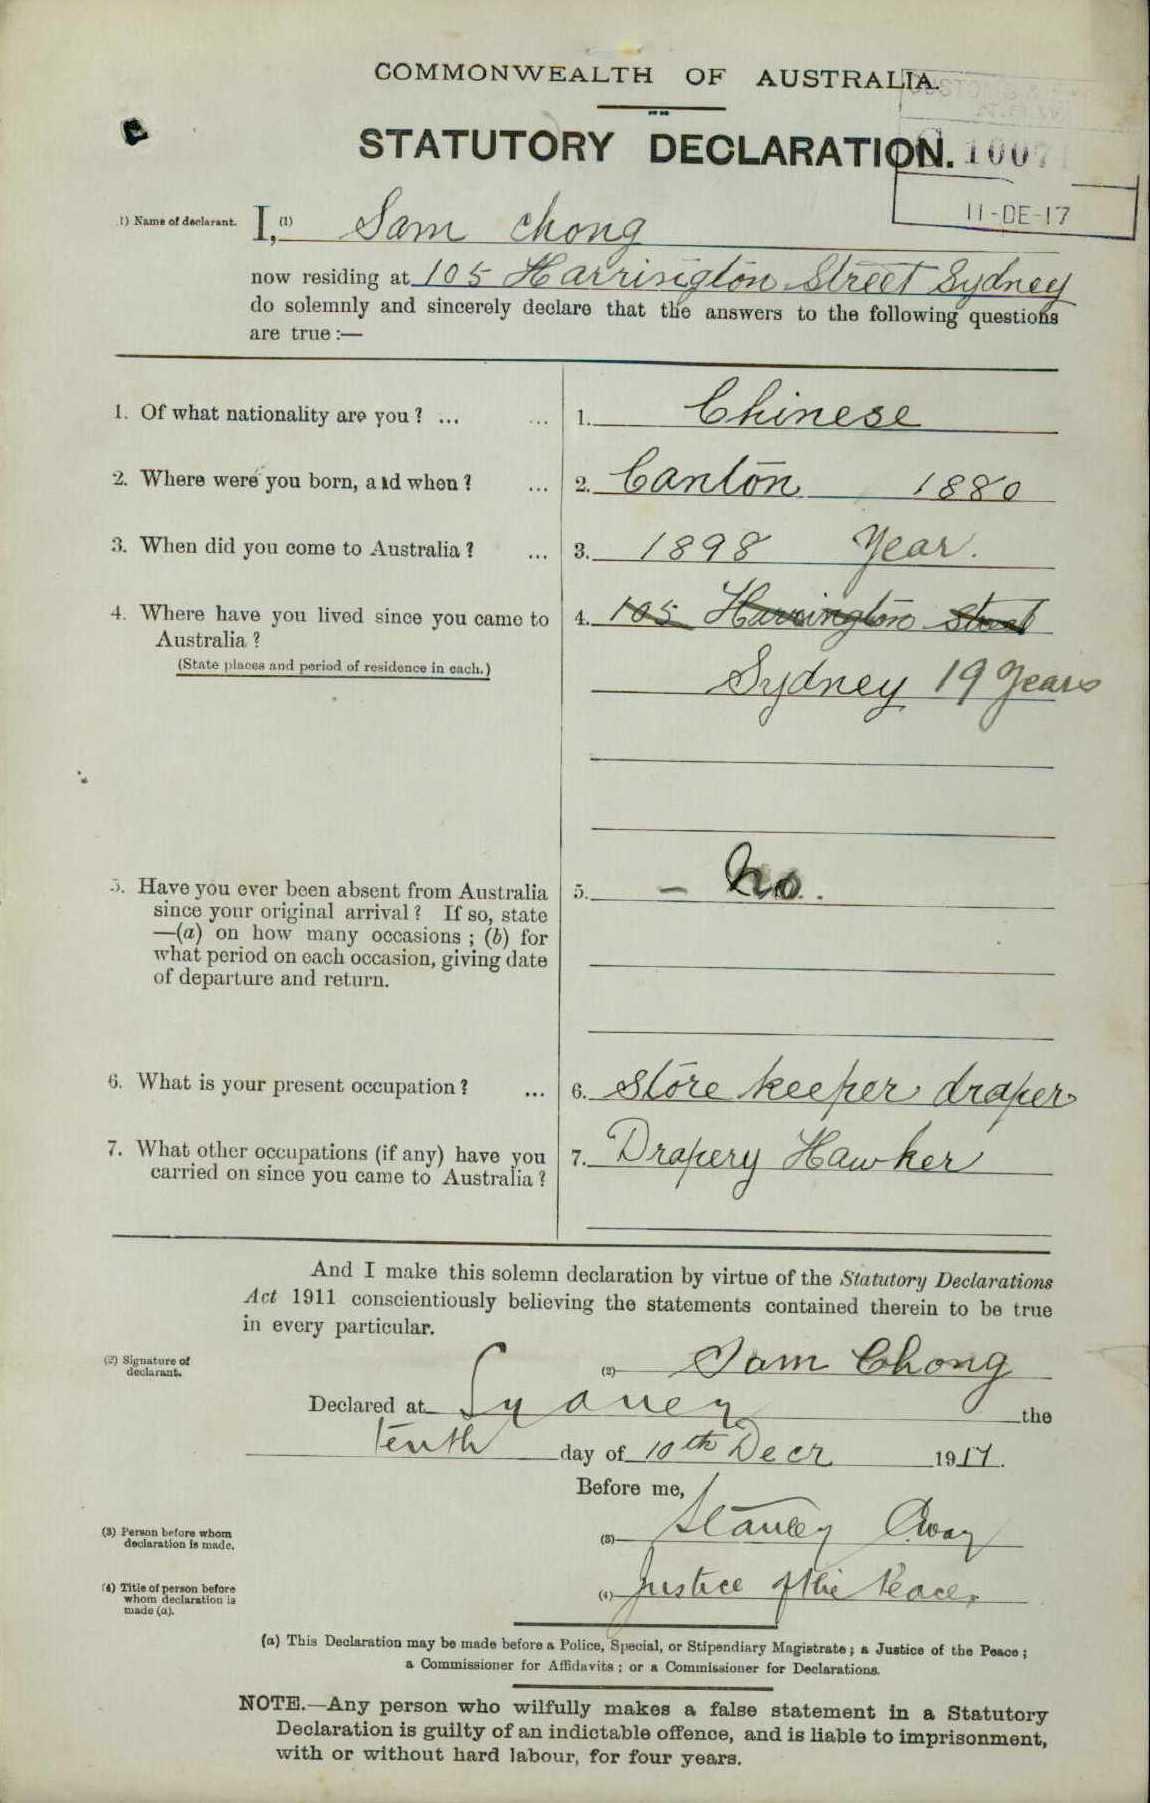 COMMONWEALTH OF AUSTRALIA.
STATUTORY DECLARATION.
1007
11-DE-17
1) Name of declarant. I, (1) Sam Chong
now residing at 105 Harrington Street Sydney
do solemnly and sincerely declare that the answers to the following questions
are true :—
1. Of what nationality are you ? ... ... 1. Chinese
2. Where were you born, and when ? ... 2. Canton 1880
3. When did you come to Australia ? ... 3. 1898 Year.
4. Where have you lived since you came to 4. 105 Harrington Street
Australia ?
(State places and period of residence in each.)
Sydney 19 Years
5. Have you ever been absent from Australia 5. – No.
since your original arrival ? If so, state
—(a) on how many occasions ; (b) for
what period on each occasion, giving date
of departure and return.
6. What is your present occupation ? ... 6. Store keeper draper
7. What other occupations (if any) have you 7. Drapery Hawker
carried on since you came to Australia ?
And I make this solemn declaration by virtue of the Statutory Declarations
Act 1911 conscientiously believing the statements contained therein to be true
in every particular.
(2) Signature of declarant. (2) Sam Chong
Declared at Sydney the
Tenth day of 10th Decr 1917.
Before me,
(3) Person before whom declaration is made. (3) Stanley
(4) Title of person before whom declaration is made (a). (4) Justice of the Peace.
(a) This Declaration may be made before a Police, Special, or Stipendiary Magistrate ; a Justice of the Peace ;
a Commissioner for Affidavits ; or a Commissioner for Declarations.
NOTE.—Any person who wilfully makes a false statement in a Statutory
Declaration is guilty of an indictable offence, and is liable to imprisonment,
with or without hard labour, for four years.